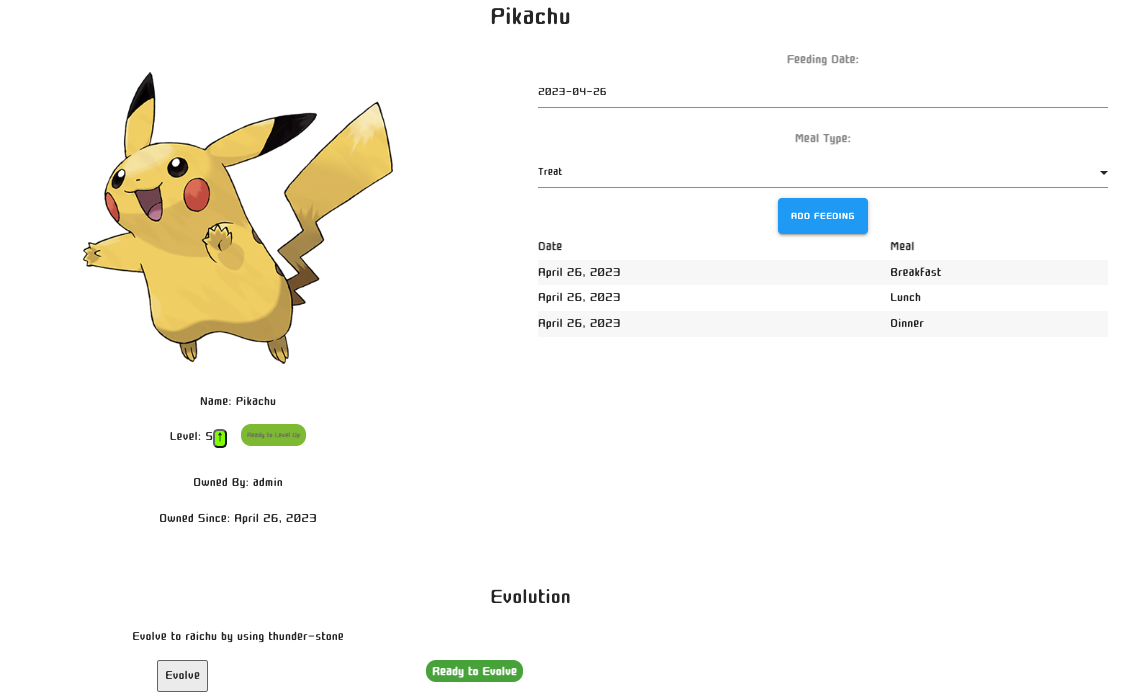 Pikachu
Feeding Date:
2023-04-26
Meal Type:
Treat
ADD FEEDING
Date Meal
April 26, 2023 Breakfast
April 26, 2023 Lunch
April 26, 2023 Dinner
Name: Pikachu
Level: 5 ↑ Ready to Level Up
Owned By: admin
Owned Since: April 26, 2023
Evolution
Evolve to raichu by using thunder-stone
Evolve Ready to Evolve